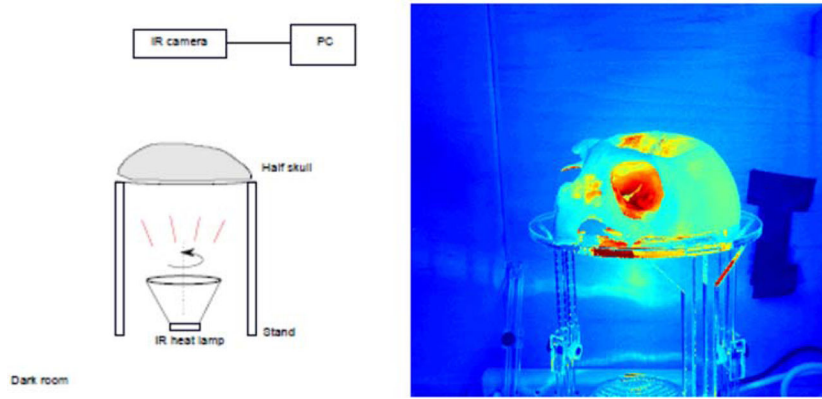 IR camera
PC
Half skull
IR heat lamp
Stand
Dark room